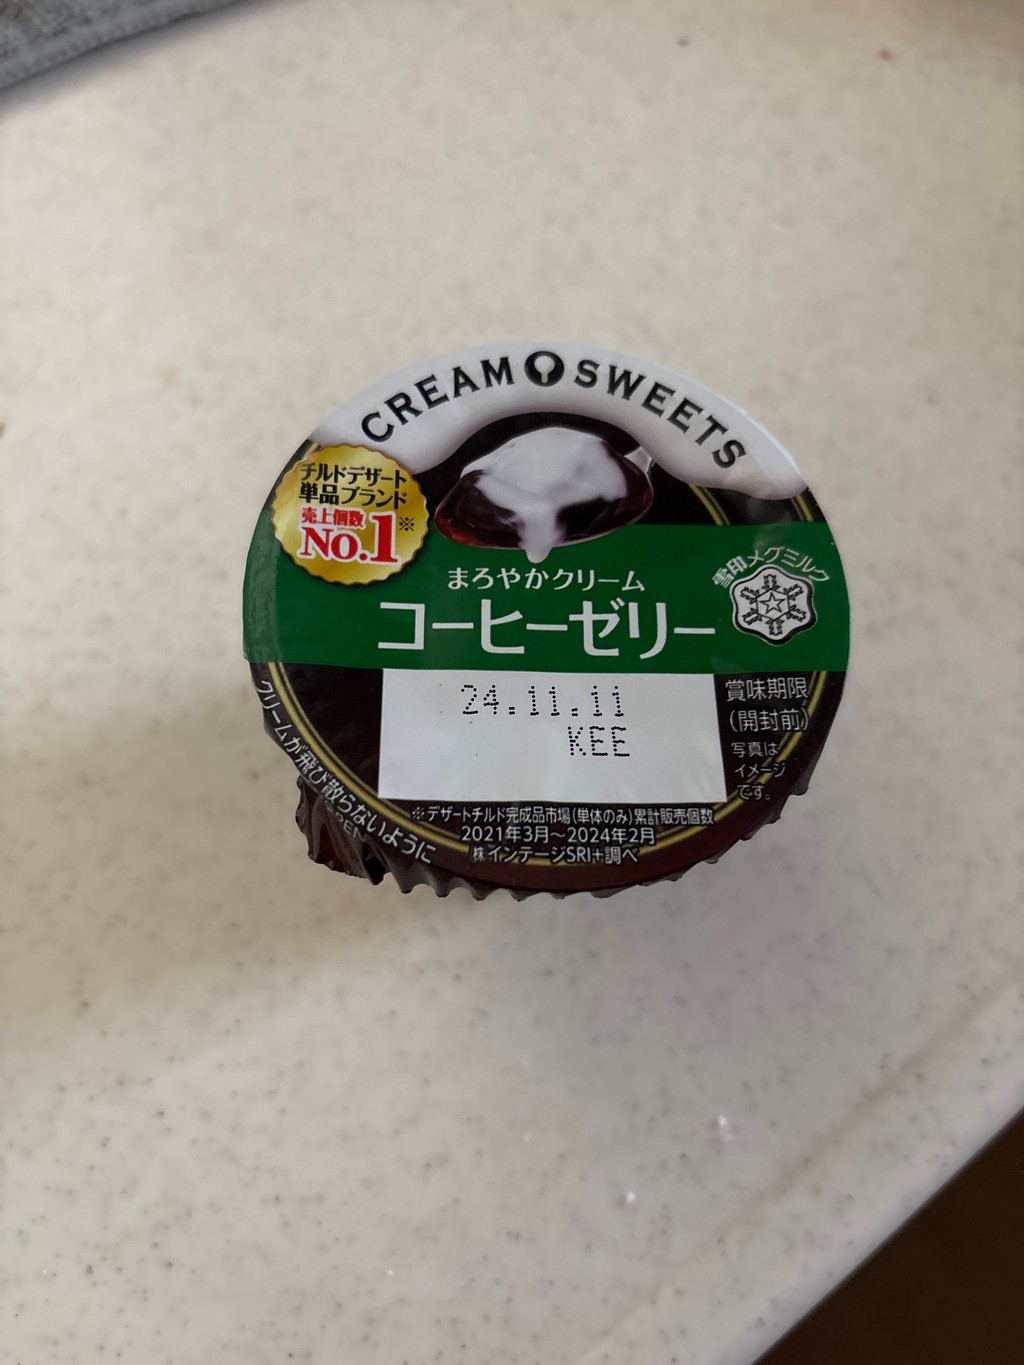 CREAM SWEETS
チルドデザート
単品ブランド
売上個数
No.1※
まろやかクリーム
コーヒーゼリー
雪印メグミルク
24.11.11
KEE
賞味期限
(開封前)
写真は
イメージ
です。
クリームが飛び散らないように
OPEN
※デザートチルド完成品市場(単体のみ)累計販売個数
2021年3月~2024年2月
㈱インテージSRI+調べ